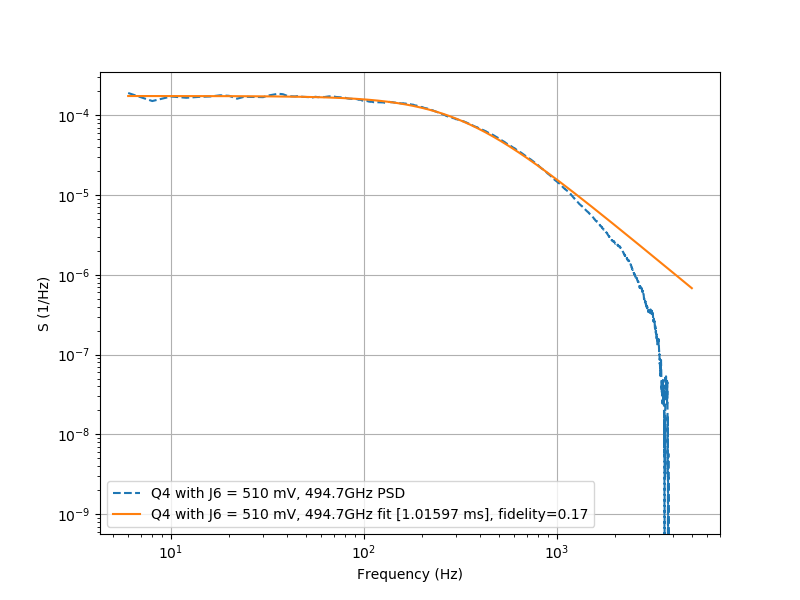 10⁻⁴
10⁻⁵
10⁻⁶
10⁻⁷
10⁻⁸
10⁻⁹
S (1/Hz)
Q4 with J6 = 510 mV, 494.7GHz PSD
Q4 with J6 = 510 mV, 494.7GHz fit [1.01597 ms], fidelity=0.17
10¹ 10² 10³
Frequency (Hz)